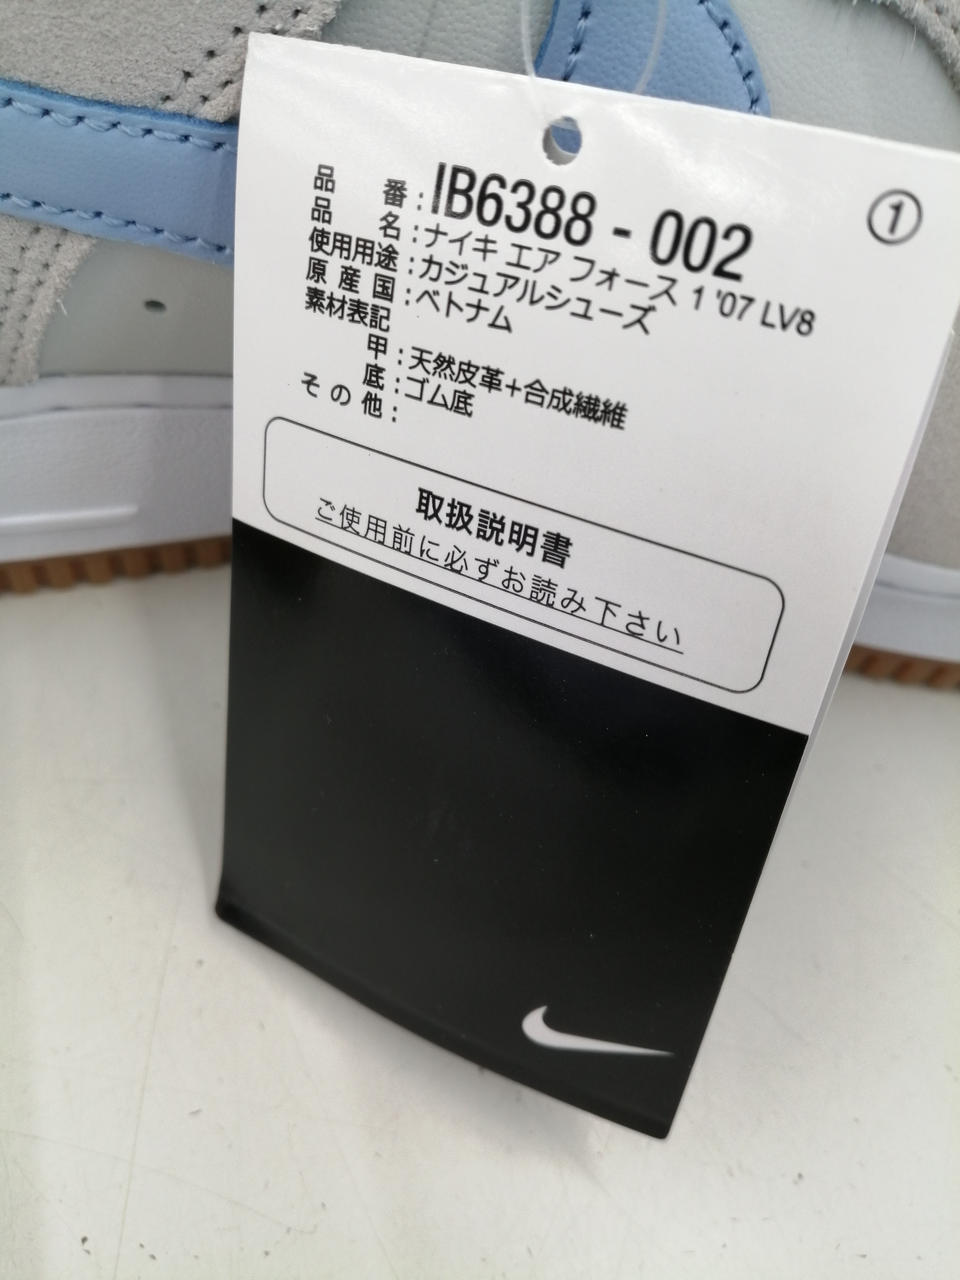 ①
品番:IB6388-002
品名:ナイキ エア フォース 1 '07 LV8
使用用途:カジュアルシューズ
原産国:ベトナム
素材表記
甲:天然皮革+合成繊維
底:ゴム底
その他:
取扱説明書
ご使用前に必ずお読み下さい